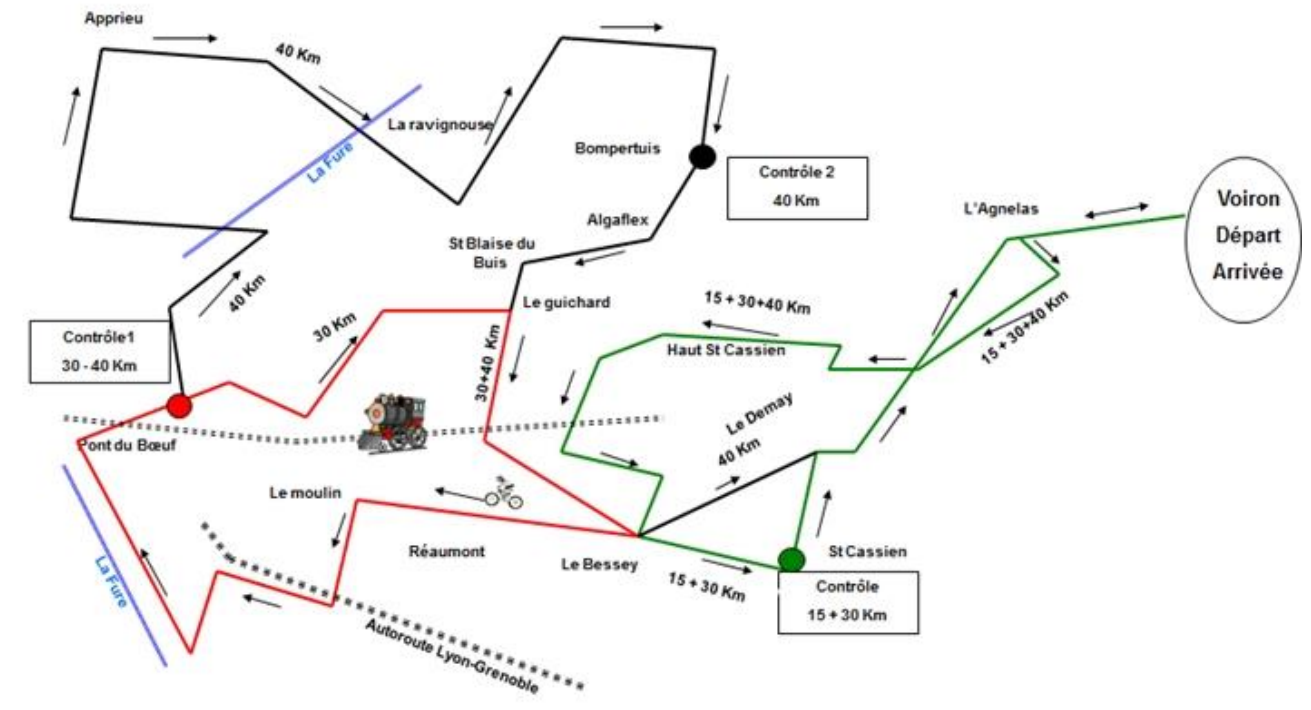 Apprieu
40 Km
La ravignouse
La Fure
Bompertuis
Contrôle 2
40 Km
Algaflex
L'Agnelas
Voiron
Départ
Arrivée
St Blaise du
Buis
Le guichard
40 Km
15 + 30+40 Km
15 + 30+40 Km
Contrôle1
30 - 40 Km
30 Km
30+40 Km
Haut St Cassien
Le Demay
40 Km
Pont du Bœuf
Le moulin
Réaumont
Le Bessey
St Cassien
15 + 30 Km
Contrôle
15 + 30 Km
La Fure
Autoroute Lyon-Grenoble